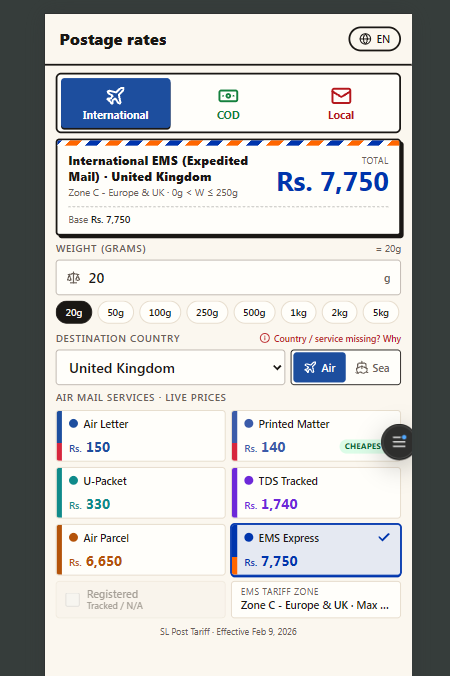 Postage rates
EN
International
COD
Local
International EMS (Expedited
Mail) · United Kingdom
Zone C - Europe & UK · 0g < W ≤ 250g
TOTAL
Rs. 7,750
Base Rs. 7,750
WEIGHT (GRAMS)
= 20g
20
g
20g
50g
100g
250g
500g
1kg
2kg
5kg
DESTINATION COUNTRY
Country / service missing? Why
United Kingdom
Air
Sea
AIR MAIL SERVICES · LIVE PRICES
Air Letter
Rs. 150
Printed Matter
Rs. 140
CHEAPES
U-Packet
Rs. 330
TDS Tracked
Rs. 1,740
Air Parcel
Rs. 6,650
EMS Express
Rs. 7,750
Registered
Tracked / N/A
EMS TARIFF ZONE
Zone C - Europe & UK · Max ...
SL Post Tariff · Effective Feb 9, 2026